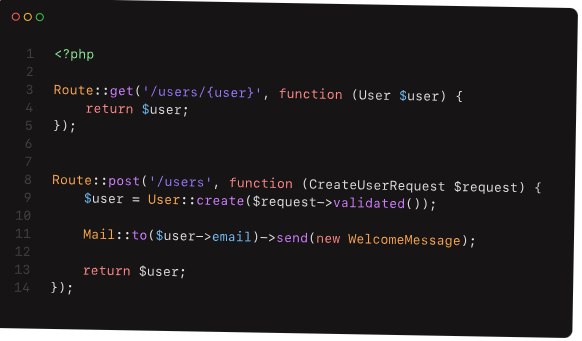 1 <?php
2
3 Route::get('/users/{user}', function (User $user) {
4     return $user;
5 });
6
7
8 Route::post('/users', function (CreateUserRequest $request) {
9     $user = User::create($request->validated());
10
11     Mail::to($user->email)->send(new WelcomeMessage);
12
13     return $user;
14 });